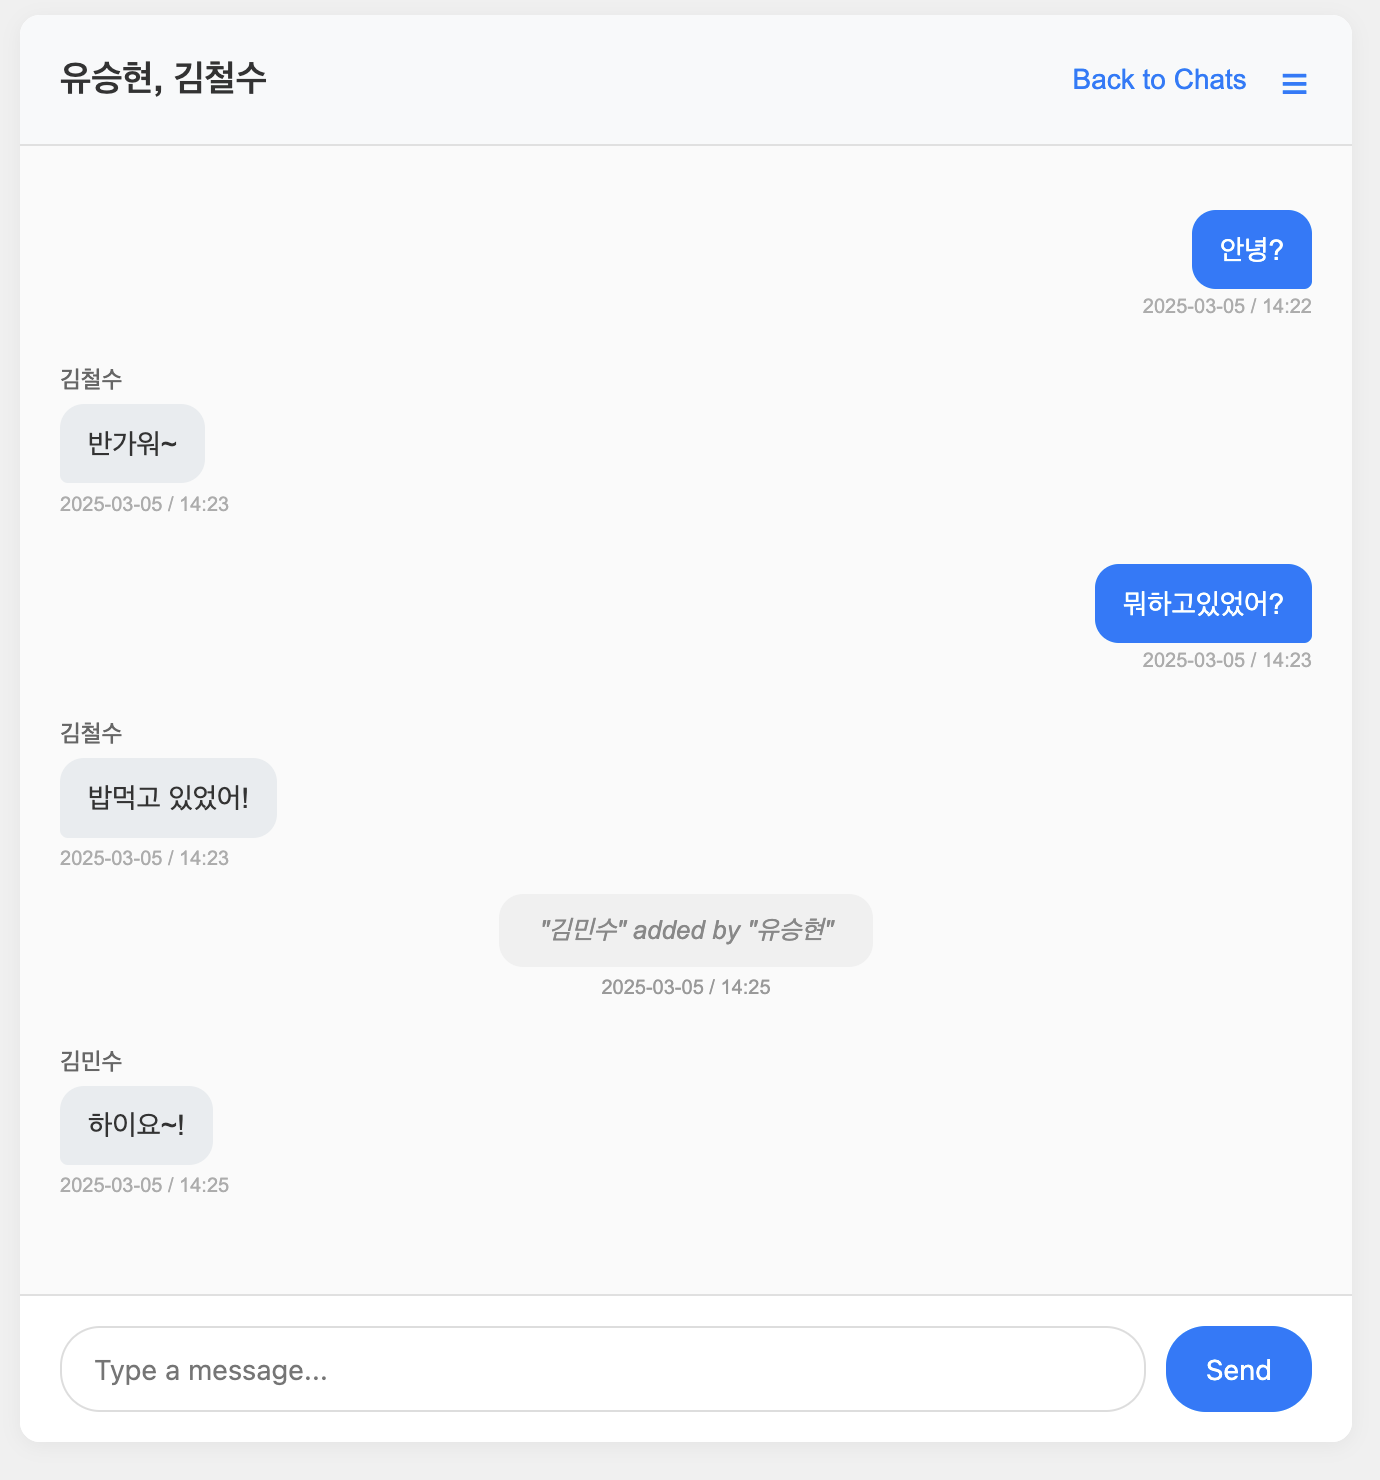 유승현, 김철수
Back to Chats ≡
안녕?
2025-03-05 / 14:22
김철수
반가워~
2025-03-05 / 14:23
뭐하고있었어?
2025-03-05 / 14:23
김철수
밥먹고 있었어!
2025-03-05 / 14:23
"김민수" added by "유승현"
2025-03-05 / 14:25
김민수
하이요~!
2025-03-05 / 14:25
Type a message...
Send